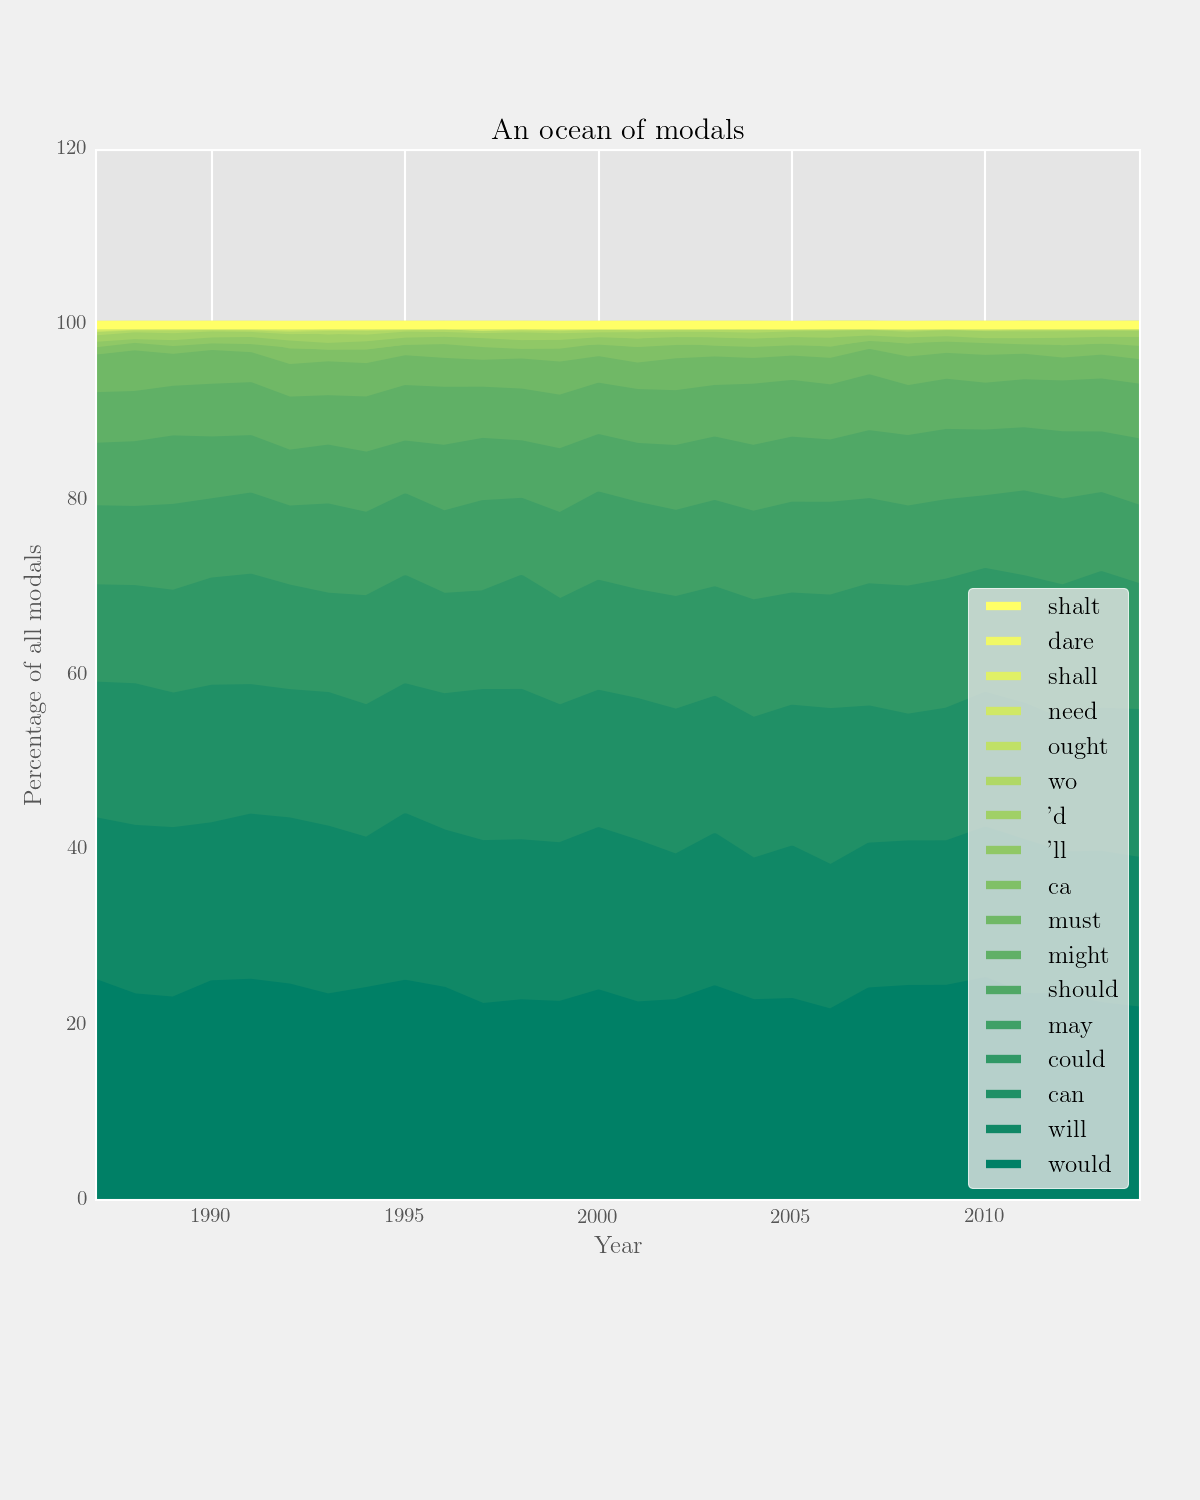 An ocean of modals
120
100
80
60
40
20
0
Percentage of all modals
1990 1995 2000 2005 2010
Year
shalt
dare
shall
need
ought
wo
’d
’ll
ca
must
might
should
may
could
can
will
would